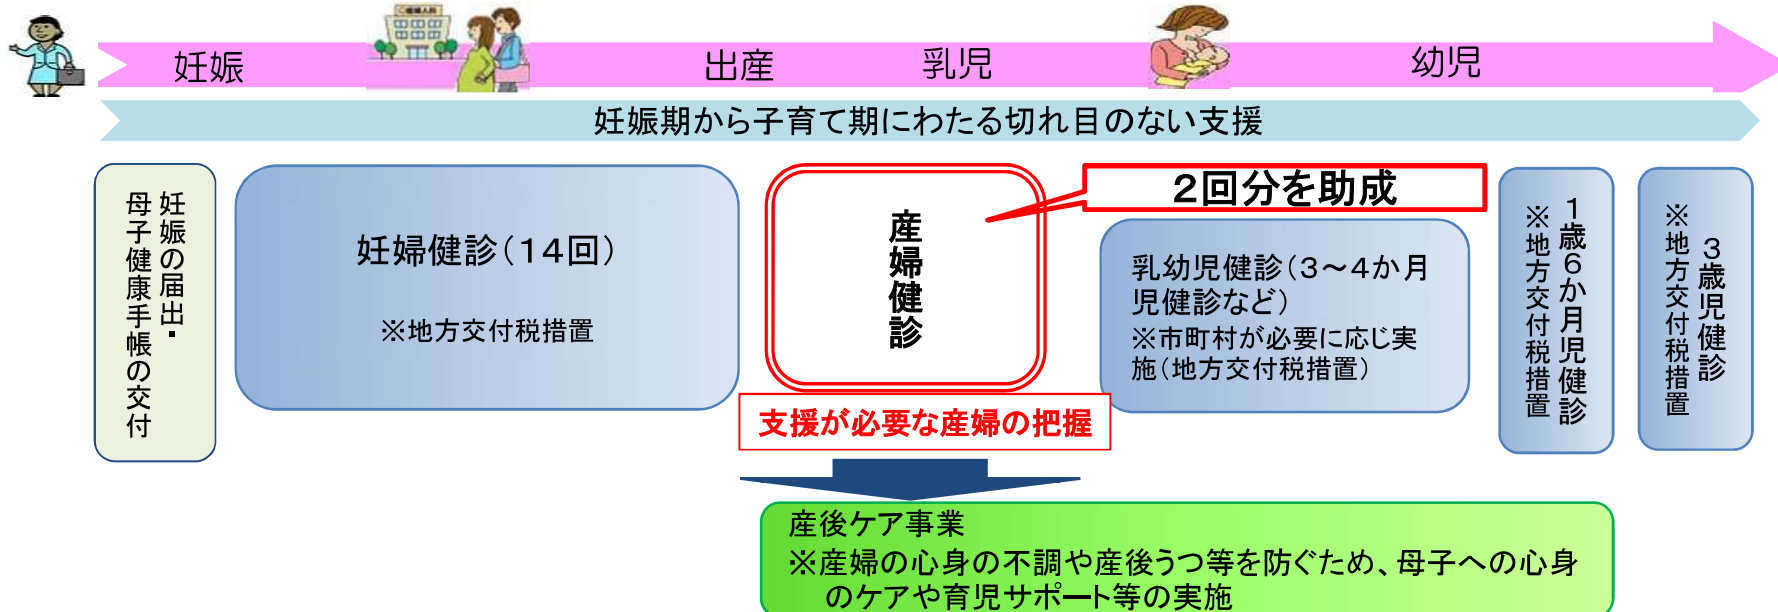 産婦人科
妊娠
出産
乳児
幼児
妊娠期から子育て期にわたる切れ目のない支援
妊娠の届出・
母子健康手帳の交付
妊婦健診（14回）
※地方交付税措置
産婦健診
２回分を助成
乳幼児健診（３～４か月
児健診など）
※市町村が必要に応じ実
施（地方交付税措置）
１歳６か月児健診
※地方交付税措置
３歳児健診
※地方交付税措置
支援が必要な産婦の把握
産後ケア事業
※産婦の心身の不調や産後うつ等を防ぐため、母子への心身
のケアや育児サポート等の実施